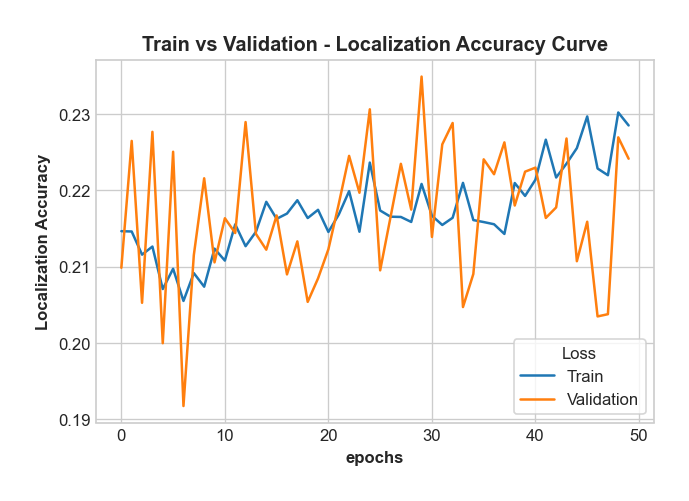 Train vs Validation - Localization Accuracy Curve
Localization Accuracy
0.23
0.22
0.21
0.20
0.19
0 10 20 30 40 50
epochs
Loss
Train
Validation